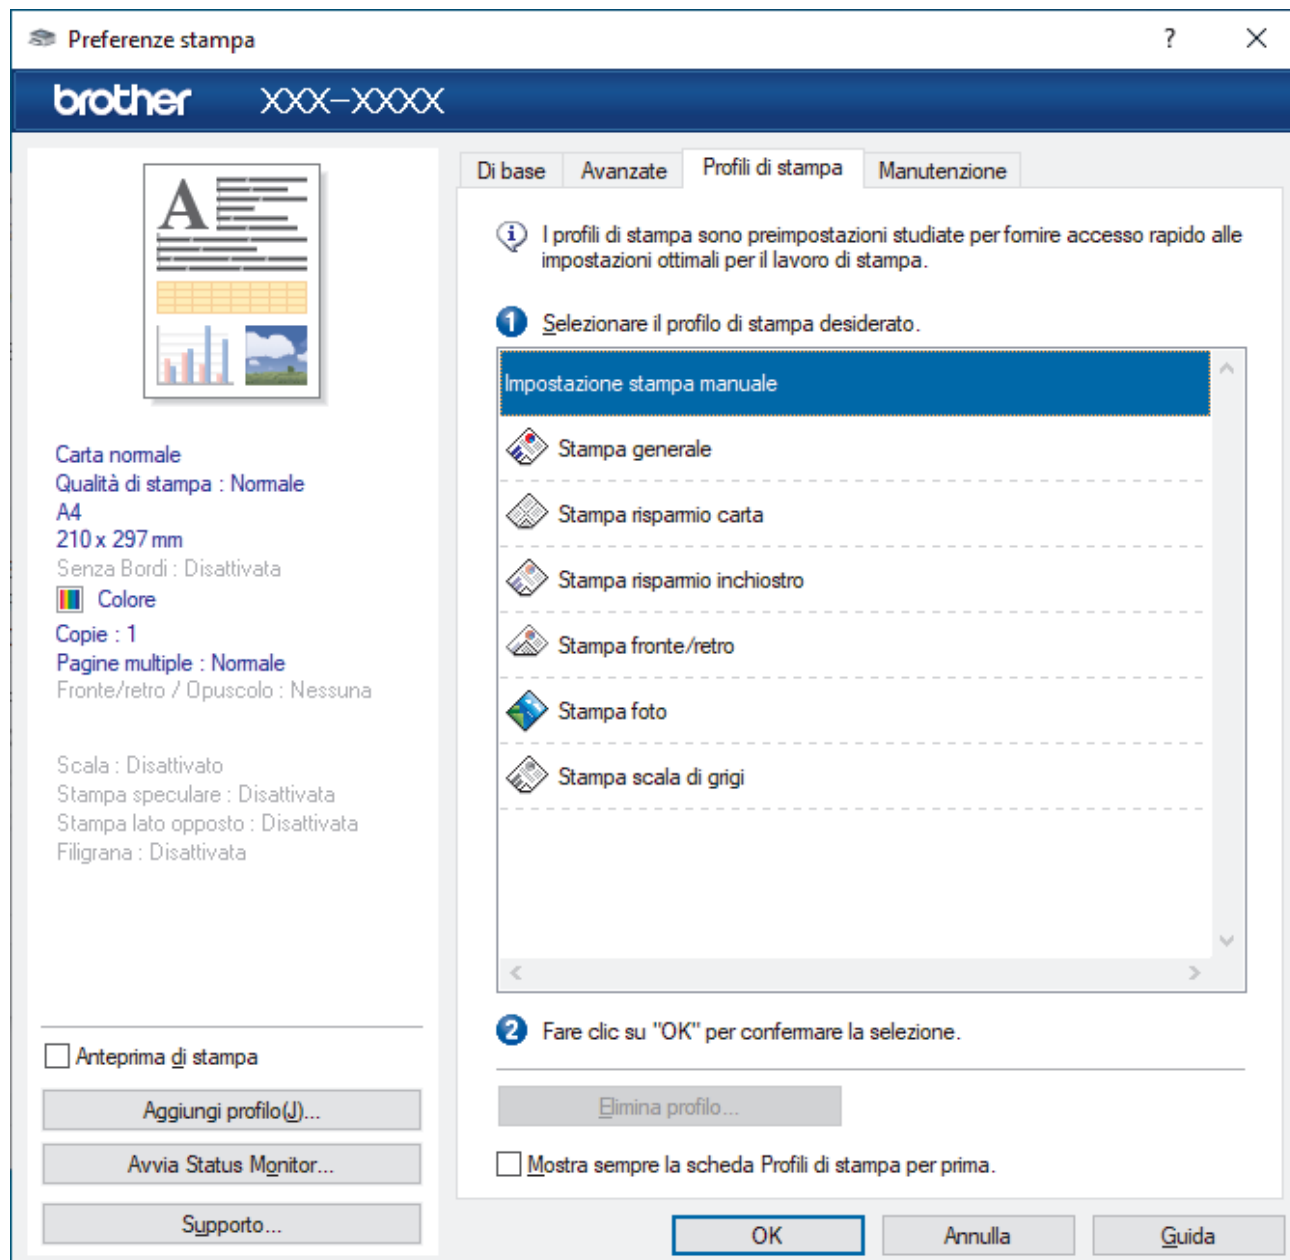 Preferenze stampa
?
brother XXX-XXXX
A
Carta normale
Qualità di stampa : Normale
A4
210 x 297 mm
Senza Bordi : Disattivata
Colore
Copie : 1
Pagine multiple : Normale
Fronte/retro / Opuscolo : Nessuna
Scala : Disattivato
Stampa speculare : Disattivata
Stampa lato opposto : Disattivata
Filigrana : Disattivata
Anteprima di stampa
Aggiungi profilo(J)...
Avvia Status Monitor...
Supporto...
Di base
Avanzate
Profili di stampa
Manutenzione
I profili di stampa sono preimpostazioni studiate per fornire accesso rapido alle
impostazioni ottimali per il lavoro di stampa.
1 Selezionare il profilo di stampa desiderato.
Impostazione stampa manuale
Stampa generale
Stampa risparmio carta
Stampa risparmio inchiostro
Stampa fronte/retro
Stampa foto
Stampa scala di grigi
2 Fare clic su "OK" per confermare la selezione.
Elimina profilo...
Mostra sempre la scheda Profili di stampa per prima.
OK
Annulla
Guida